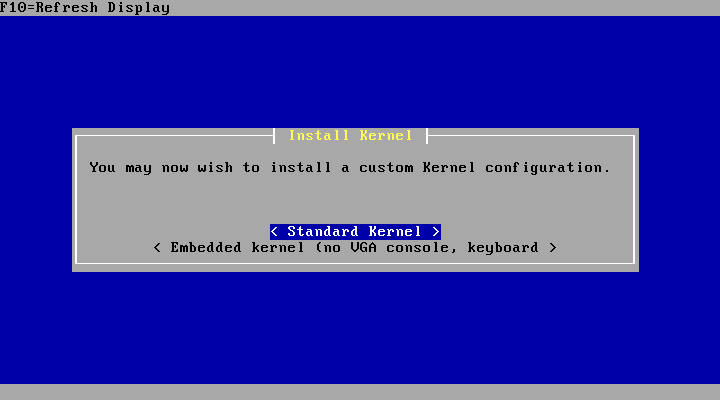 F10=Refresh Display
Install Kernel
You may now wish to install a custom Kernel configuration.
< Standard Kernel >
< Embedded kernel (no VGA console, keyboard >